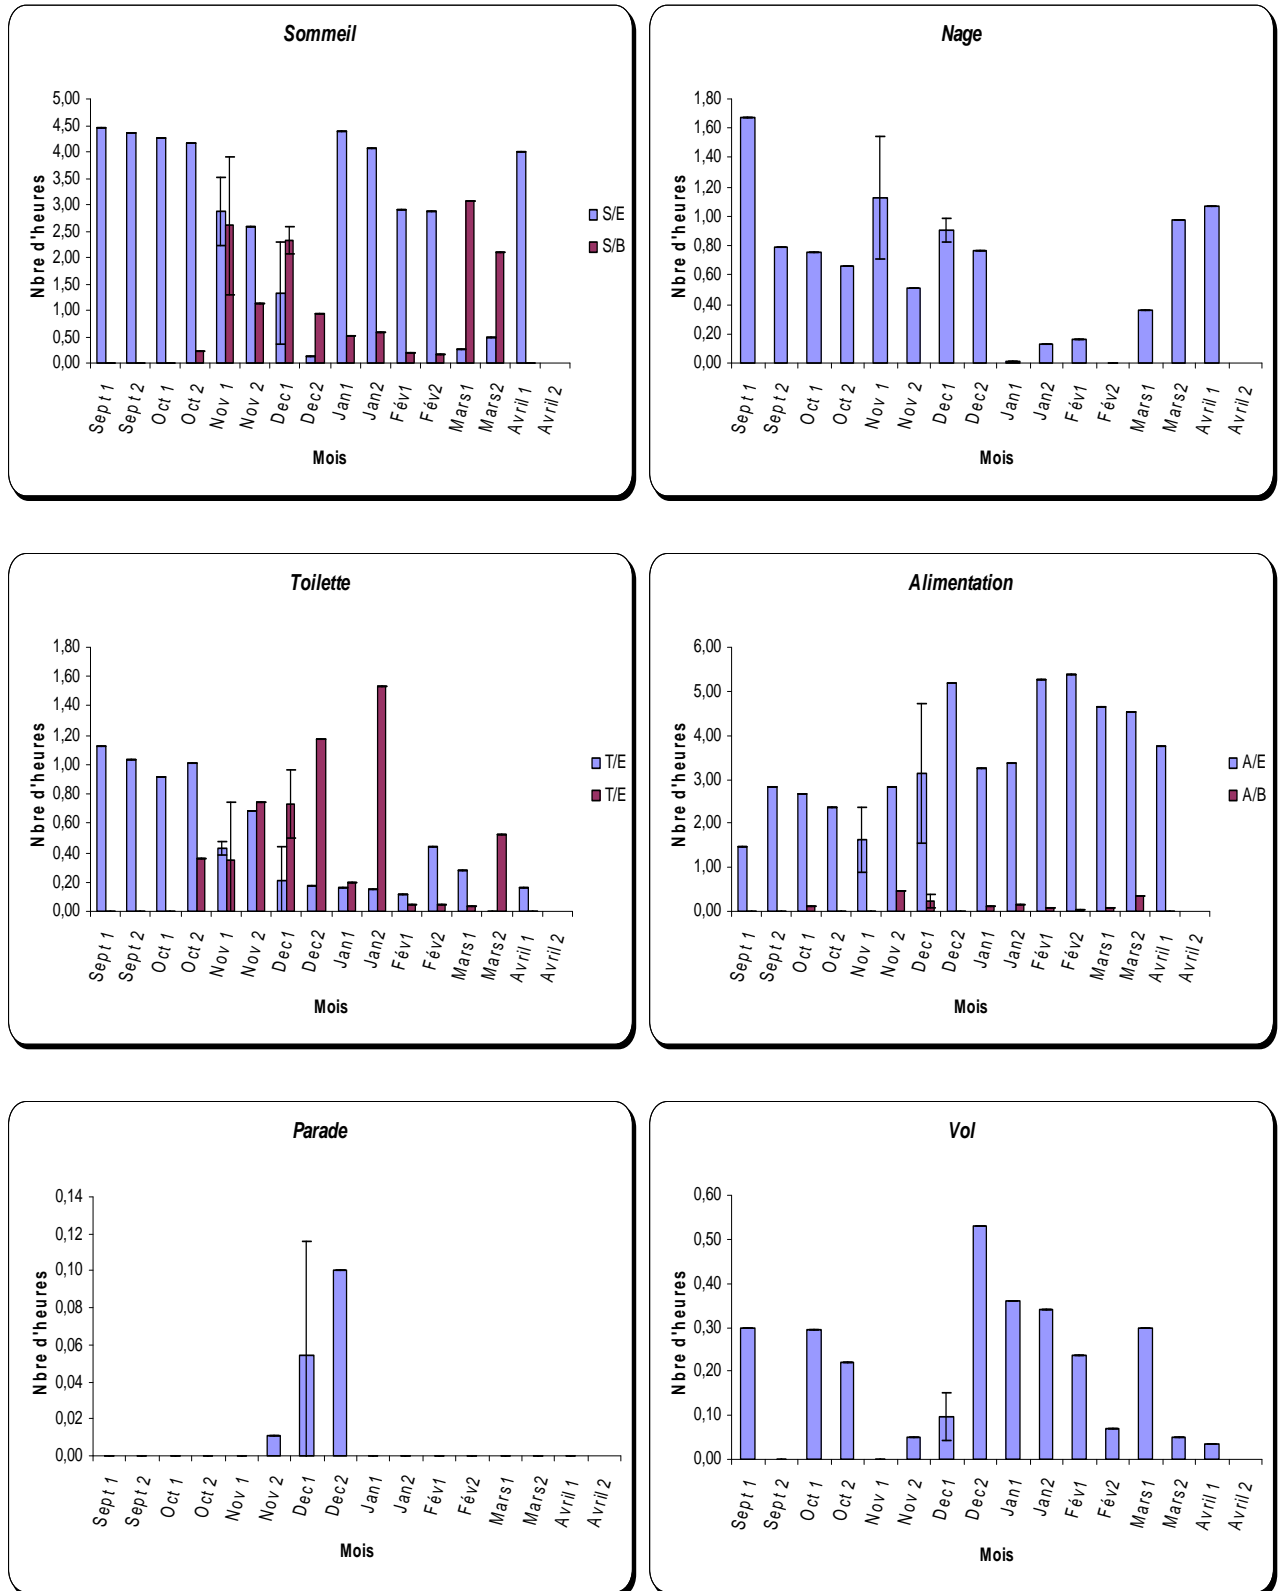 Sommeil
Nbre d'heures
5,00
4,50
4,00
3,50
3,00
2,50
2,00
1,50
1,00
0,50
0,00
Sept 1
Sept 2
Oct 1
Oct 2
Nov 1
Nov 2
Dec1
Dec2
Jan1
Jan2
Fév1
Fév2
Mars1
Mars2
Avril 1
Avril 2
Mois
S/E
S/B
Nage
Nbre d'heures
1,80
1,60
1,40
1,20
1,00
0,80
0,60
0,40
0,20
0,00
Sept 1
Sept 2
Oct 1
Oct 2
Nov 1
Nov 2
Dec1
Dec2
Jan1
Jan2
Fév1
Fév2
Mars1
Mars2
Avril 1
Avril 2
Mois
Toilette
Nbre d'heures
1,80
1,60
1,40
1,20
1,00
0,80
0,60
0,40
0,20
0,00
Sept 1
Sept 2
Oct 1
Oct 2
Nov 1
Nov 2
Dec1
Dec2
Jan1
Jan2
Fév1
Fév2
Mars1
Mars2
Avril 1
Avril 2
Mois
T/E
T/E
Alimentation
Nbre d'heures
6,00
5,00
4,00
3,00
2,00
1,00
0,00
Sept 1
Sept 2
Oct 1
Oct 2
Nov 1
Nov 2
Dec1
Dec2
Jan1
Jan2
Fév1
Fév2
Mars1
Mars2
Avril 1
Avril 2
Mois
A/E
A/B
Parade
Nbre d'heures
0,14
0,12
0,10
0,08
0,06
0,04
0,02
0,00
Sept 1
Sept 2
Oct 1
Oct 2
Nov 1
Nov 2
Dec1
Dec2
Jan1
Jan2
Fév1
Fév2
Mars1
Mars2
Avril 1
Avril 2
Mois
Vol
Nbre d'heures
0,60
0,50
0,40
0,30
0,20
0,10
0,00
Sept 1
Sept 2
Oct 1
Oct 2
Nov 1
Nov 2
Dec1
Dec2
Jan1
Jan2
Fév1
Fév2
Mars1
Mars2
Avril 1
Avril 2
Mois